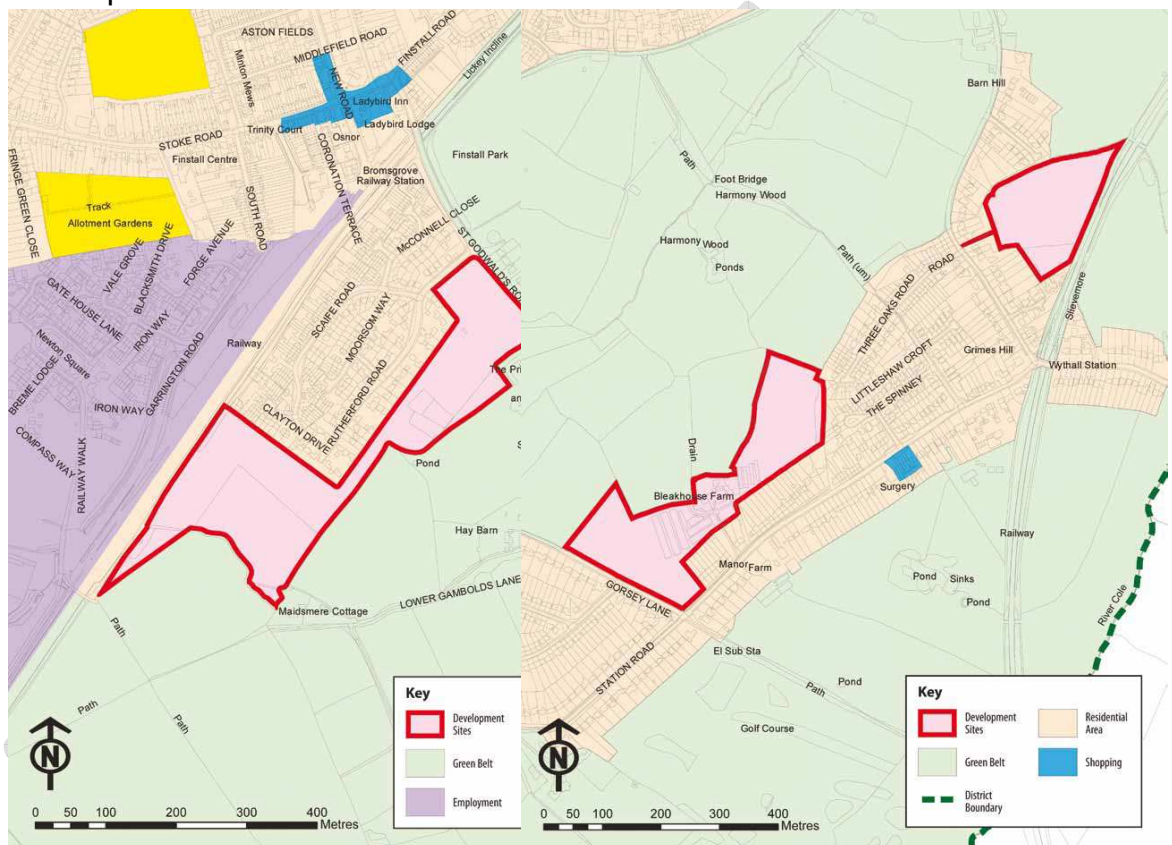 ASTON FIELDS
MIDDLEFIELD ROAD
FINSTALL ROAD
Lickey Incline
Minton Mews
NEW ROAD
Ladybird Inn
Trinity Court
Ladybird Lodge
STOKE ROAD
Osnor
Finstall Centre
CORONATION TERRACE
Finstall Park
Bromsgrove
Railway Station
FRINGE GREEN CLOSE
Track
Allotment Gardens
SOUTH ROAD
McCONNELL CLOSE
ST GODWALD'S RO
VALE GROVE
BLACKSMITH DRIVE
FORGE AVENUE
GATE HOUSE LANE
IRON WAY
SCAIFE ROAD
MOORSOM WAY
Newton Square
Railway
GARRINGTON ROAD
RUTHERFORD ROAD
The Pri
BREME LODGE
IRON WAY
CLAYTON DRIVE
COMPASS WAY
RAILWAY WALK
Pond
Hay Barn
Maidsmere Cottage
LOWER GAMBOLDS LANE
Path
Path
Path
Key
Development
Sites
Green Belt
Employment
N
0 50 100 200 300 400
Metres
Barn Hill
Path
Foot Bridge
Harmony Wood
Harmony Wood
Ponds
Path (um)
THREE OAKS ROAD
ROAD
Slievemore
LITTLESHAW CROFT
Grimes Hill
THE SPINNEY
Wythall Station
Drain
Bleakhouse Farm
Surgery
Railway
Manor Farm
GORSEY LANE
Pond
Sinks
Pond
River Cole
El Sub Sta
STATION ROAD
Path
Pond
Golf Course
Key
Development
Sites
Residential
Area
Green Belt
Shopping
District
Boundary
N
0 50 100 200 300 400
Metres